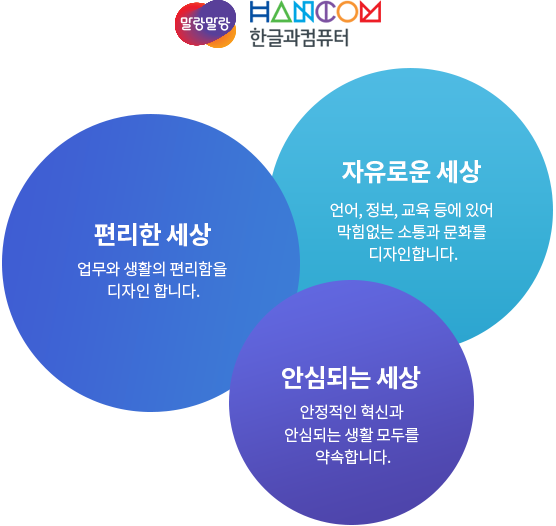 말랑말랑 HANCOM
한글과컴퓨터
자유로운 세상
언어, 정보, 교육 등에 있어
막힘없는 소통과 문화를
디자인합니다.
편리한 세상
업무와 생활의 편리함을
디자인 합니다.
안심되는 세상
안정적인 혁신과
안심되는 생활 모두를
약속합니다.